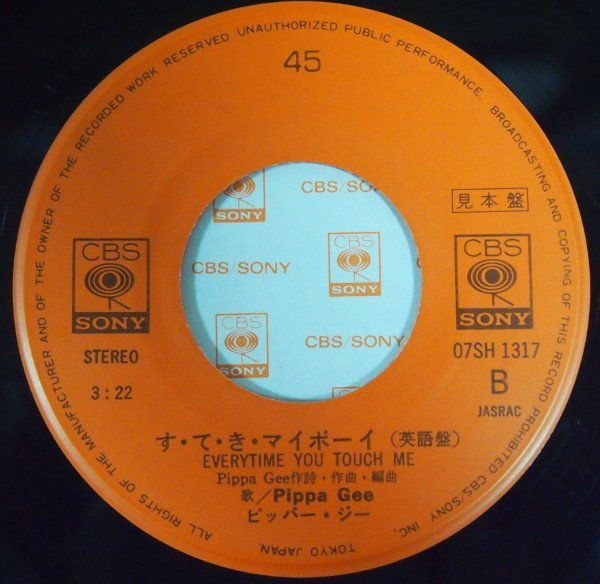 ALL RIGHTS OF THE MANUFACTURER AND OF THE OWNER OF THE RECORDED WORK RESERVED UNAUTHORIZED PUBLIC PERFORMANCE. BROADCASTING AND COPYING OF THIS RECORD PROHIBITED CBS/SONY INC.
TOKYO JAPAN
45
見本盤
CBS
SONY
CBS
SONY
STEREO
3:22
07SH 1317
B
JASRAC
SONY
CBS/SON
CBS SONY
CBS
SONY
CBS
SONY
CBS/SONY
す・て・き・マイボーイ(英語盤)
EVERYTIME YOU TOUCH ME
Pippa Gee作詩・作曲・編曲
歌/Pippa Gee
ピッパー・ジー